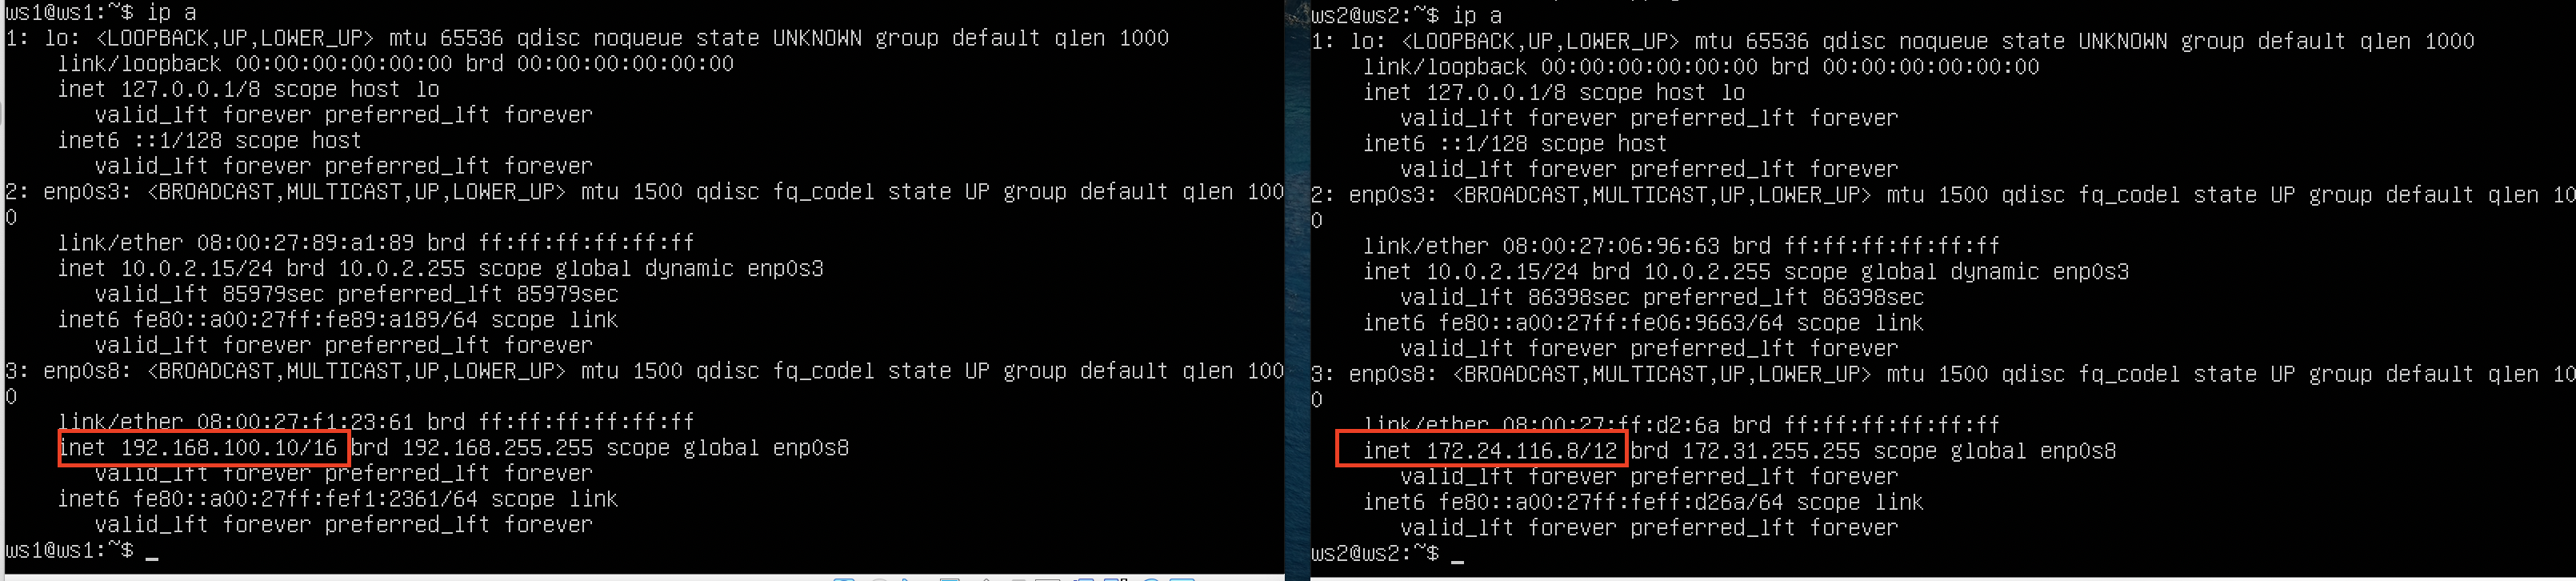 ws1@ws1:~$ ip a
1: lo: <LOOPBACK,UP,LOWER_UP> mtu 65536 qdisc noqueue state UNKNOWN group default qlen 1000
    link/loopback 00:00:00:00:00:00 brd 00:00:00:00:00:00
    inet 127.0.0.1/8 scope host lo
       valid_lft forever preferred_lft forever
    inet6 ::1/128 scope host
       valid_lft forever preferred_lft forever
2: enp0s3: <BROADCAST,MULTICAST,UP,LOWER_UP> mtu 1500 qdisc fq_codel state UP group default qlen 100
0
    link/ether 08:00:27:89:a1:89 brd ff:ff:ff:ff:ff:ff
    inet 10.0.2.15/24 brd 10.0.2.255 scope global dynamic enp0s3
       valid_lft 85979sec preferred_lft 85979sec
    inet6 fe80::a00:27ff:fe89:a189/64 scope link
       valid_lft forever preferred_lft forever
3: enp0s8: <BROADCAST,MULTICAST,UP,LOWER_UP> mtu 1500 qdisc fq_codel state UP group default qlen 100
0
    link/ether 08:00:27:f1:23:61 brd ff:ff:ff:ff:ff:ff
    inet 192.168.100.10/16 brd 192.168.255.255 scope global enp0s8
       valid_lft forever preferred_lft forever
    inet6 fe80::a00:27ff:fef1:2361/64 scope link
       valid_lft forever preferred_lft forever
ws1@ws1:~$ _
ws2@ws2:~$ ip a
1: lo: <LOOPBACK,UP,LOWER_UP> mtu 65536 qdisc noqueue state UNKNOWN group default qlen 1000
    link/loopback 00:00:00:00:00:00 brd 00:00:00:00:00:00
    inet 127.0.0.1/8 scope host lo
       valid_lft forever preferred_lft forever
    inet6 ::1/128 scope host
       valid_lft forever preferred_lft forever
2: enp0s3: <BROADCAST,MULTICAST,UP,LOWER_UP> mtu 1500 qdisc fq_codel state UP group default qlen 10
0
    link/ether 08:00:27:06:96:63 brd ff:ff:ff:ff:ff:ff
    inet 10.0.2.15/24 brd 10.0.2.255 scope global dynamic enp0s3
       valid_lft 86398sec preferred_lft 86398sec
    inet6 fe80::a00:27ff:fe06:9663/64 scope link
       valid_lft forever preferred_lft forever
3: enp0s8: <BROADCAST,MULTICAST,UP,LOWER_UP> mtu 1500 qdisc fq_codel state UP group default qlen 10
0
    link/ether 08:00:27:ff:d2:6a brd ff:ff:ff:ff:ff:ff
    inet 172.24.116.8/12 brd 172.31.255.255 scope global enp0s8
       valid_lft forever preferred_lft forever
    inet6 fe80::a00:27ff:feff:d26a/64 scope link
       valid_lft forever preferred_lft forever
ws2@ws2:~$ _